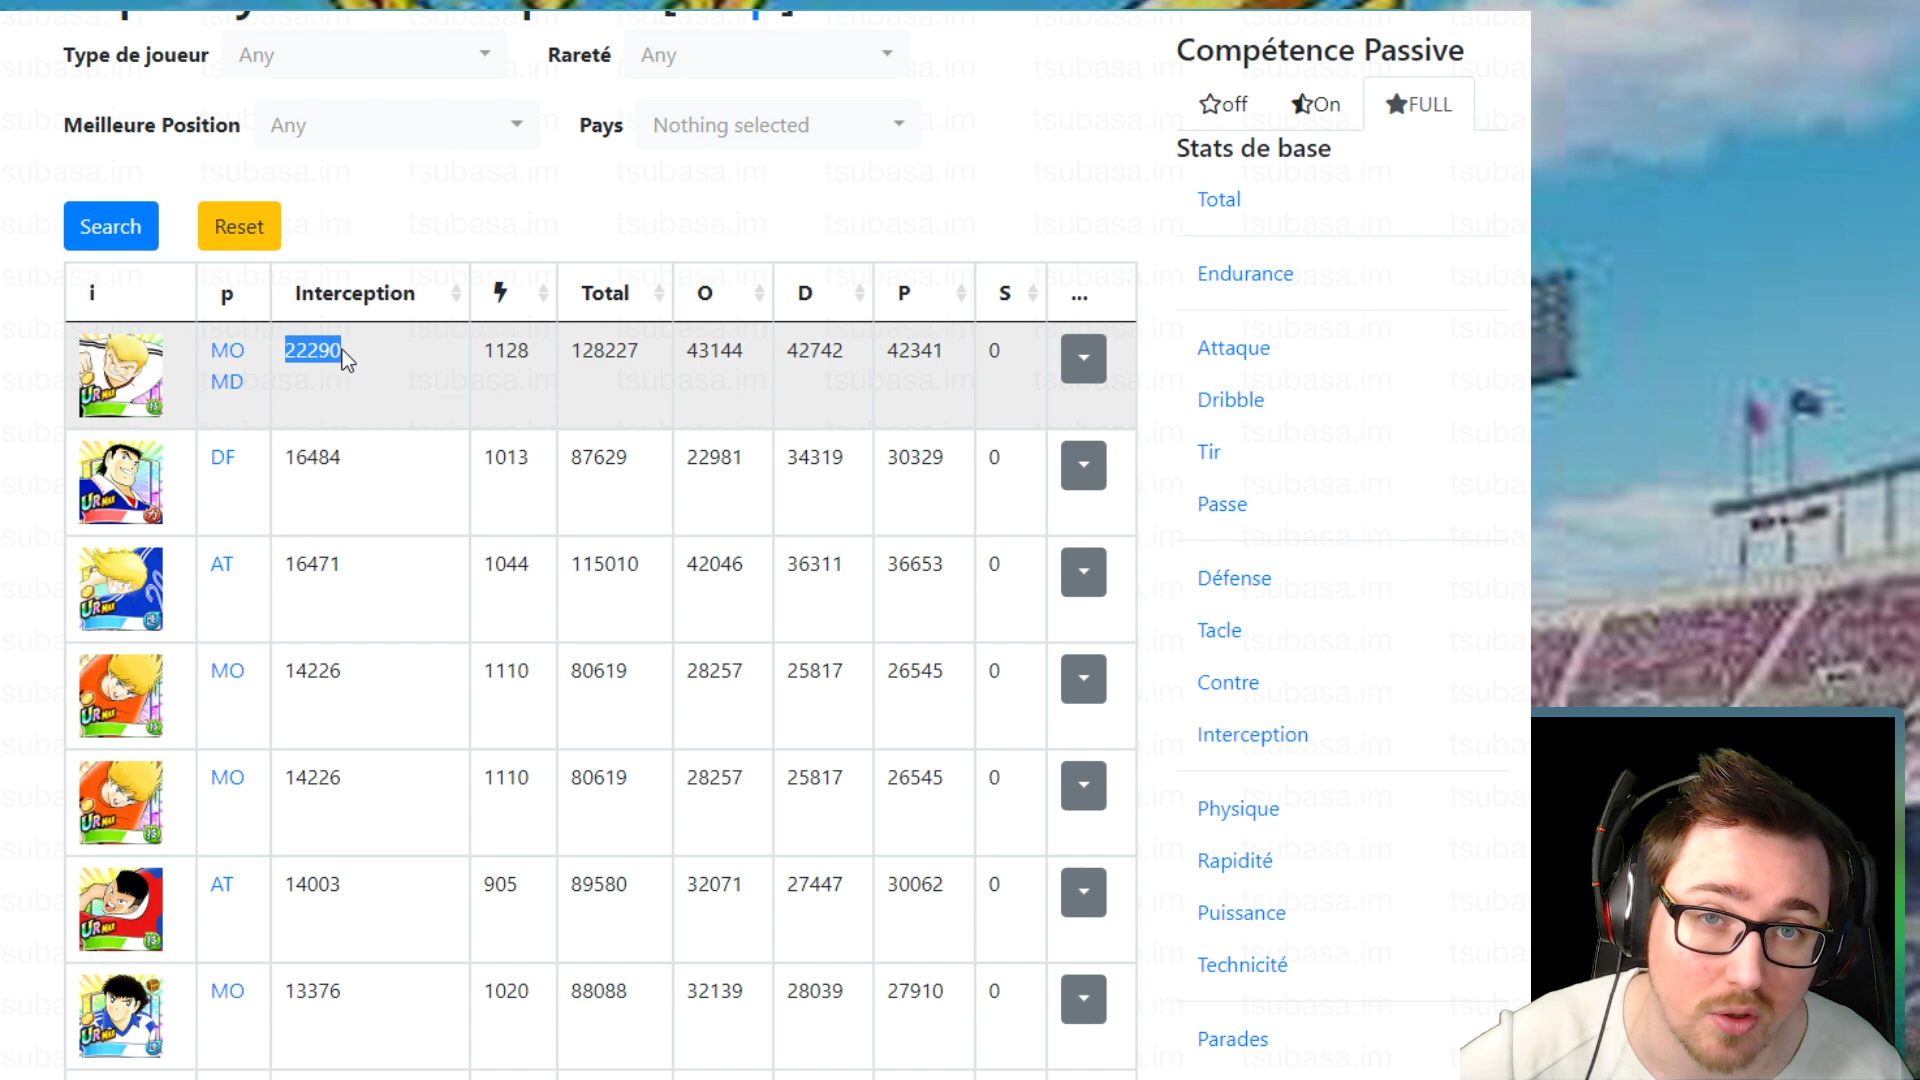 Type de joueur Any Rareté Any
Meilleure Position Any Pays Nothing selected
Search Reset
i p Interception Total O D P S ...
MO 22290 1128 128227 43144 42742 42341 0
MD
DF 16484 1013 87629 22981 34319 30329 0
AT 16471 1044 115010 42046 36311 36653 0
MO 14226 1110 80619 28257 25817 26545 0
MO 14226 1110 80619 28257 25817 26545 0
AT 14003 905 89580 32071 27447 30062 0
MO 13376 1020 88088 32139 28039 27910 0
Compétence Passive
off On FULL
Stats de base
Total
Endurance
Attaque
Dribble
Tir
Passe
Défense
Tacle
Contre
Interception
Physique
Rapidité
Puissance
Technicité
Parades
tsubasa.im